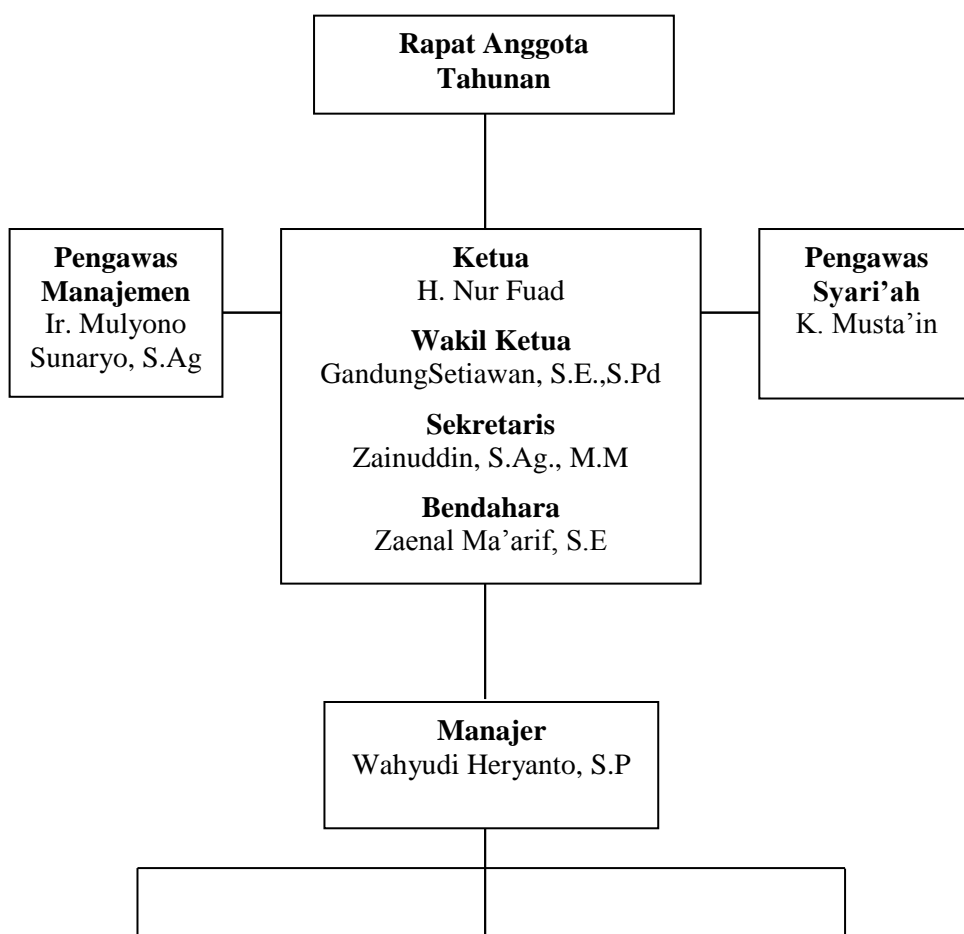 Rapat Anggota
Tahunan
Pengawas
Manajemen
Ir. Mulyono
Sunaryo, S.Ag
Ketua
H. Nur Fuad
Wakil Ketua
GandungSetiawan, S.E.,S.Pd
Sekretaris
Zainuddin, S.Ag., M.M
Bendahara
Zaenal Ma’arif, S.E
Pengawas
Syari’ah
K. Musta’in
Manajer
Wahyudi Heryanto, S.P